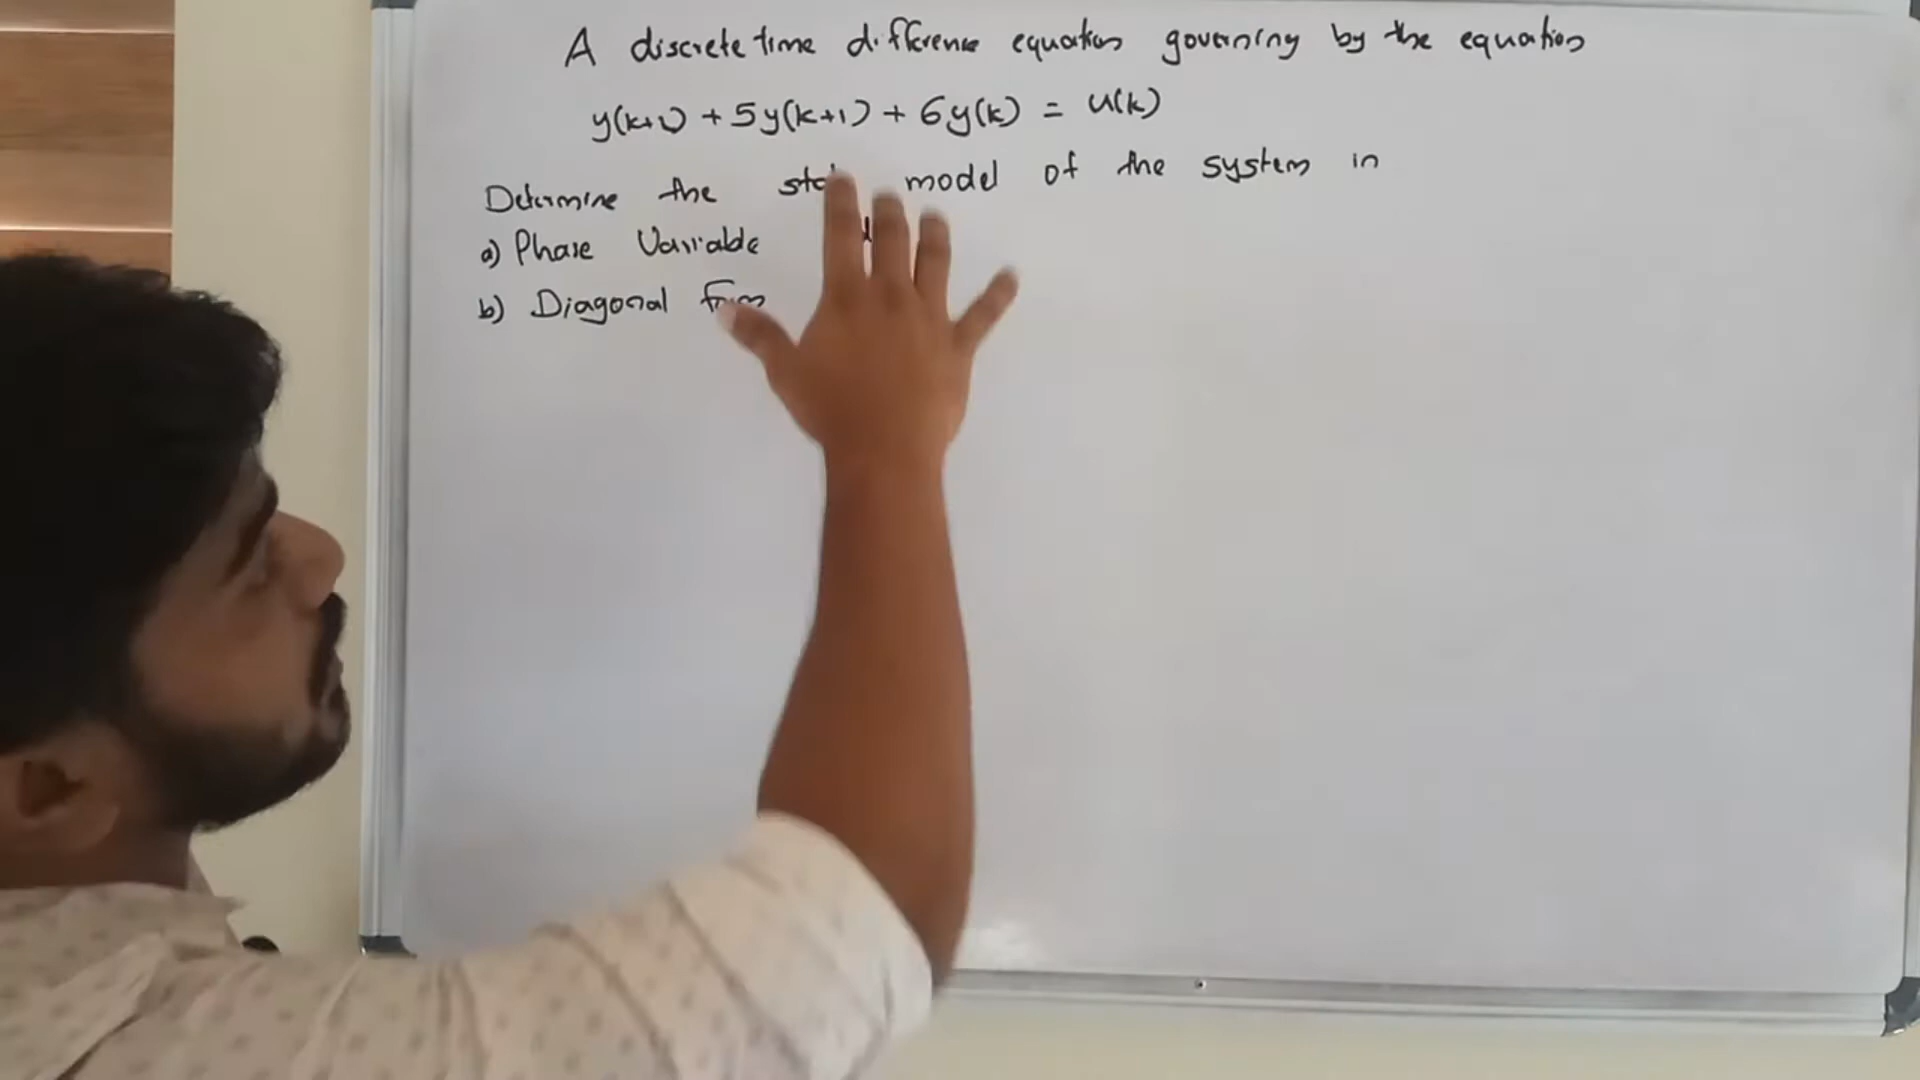 A discrete time difference equation governing by the equation
y(k+2) + 5y(k+1) + 6y(k) = u(k)
Determine the model of the system in
a) Phase Variable
b) Diagonal Form